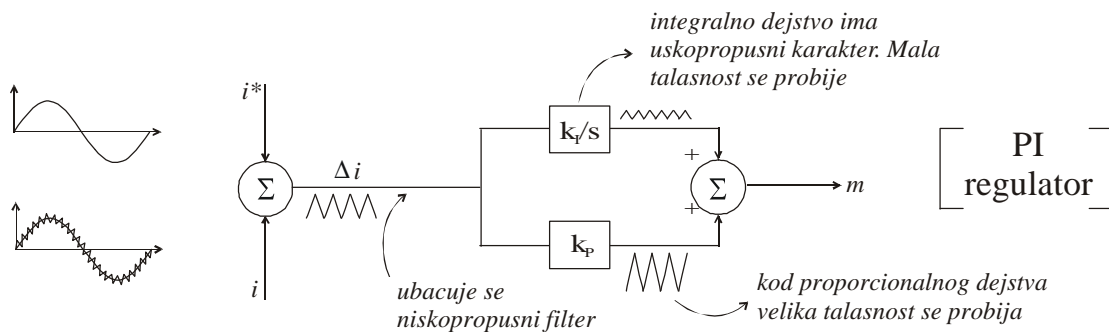 integralno dejstvo ima
uskopropusni karakter. Mala
talasnost se probije
i*
k_I/s
PI
regulator
Σ
Δi
+
Σ
m
+
k_P
i
ubacuje se
niskopropusni filter
kod proporcionalnog dejstva
velika talasnost se probija